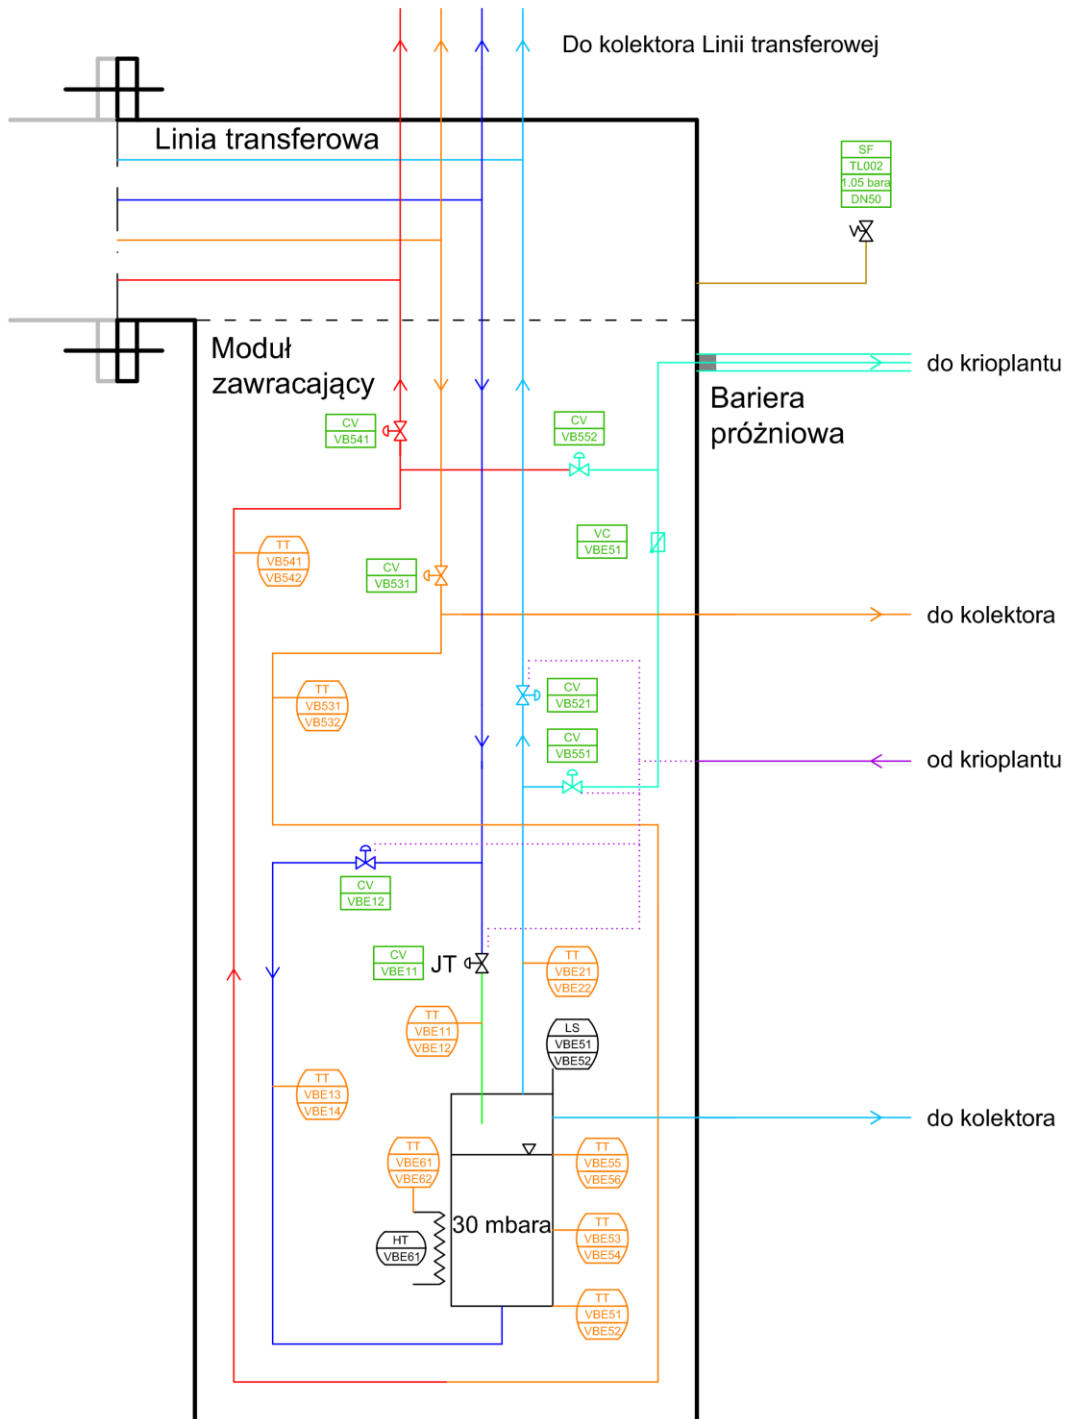 Do kolektora Linii transferowej
Linia transferowa
SF
TL002
1.05 bara
DN50
Moduł
zawracający
do krioplantu
Bariera
próżniowa
CV
VB541
CV
VB552
VC
VBE51
TT
VB541
VB542
CV
VB531
do kolektora
TT
VB531
VB532
CV
VB521
CV
VB551
od krioplantu
CV
VBE12
CV
VBE11
JT
TT
VBE21
VBE22
TT
VBE11
VBE12
LS
VBE51
VBE52
TT
VBE13
VBE14
do kolektora
TT
VBE61
VBE62
TT
VBE55
VBE56
30 mbara
TT
VBE53
VBE54
HT
VBE61
TT
VBE51
VBE52